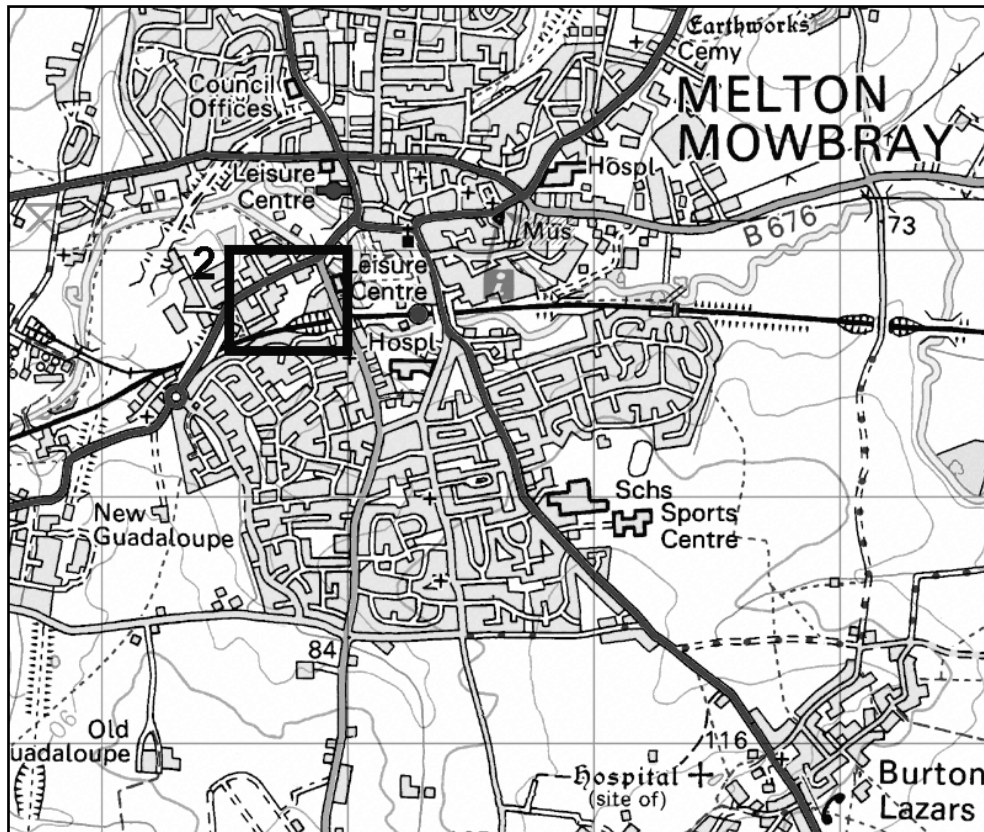 Earthworks
Cemy
MELTON
MOWBRAY
Council
Offices
Hospl
Leisure
Centre
Mus
B 676
73
2
Leisure
Centre
i
Hospl
Schs
Sports
Centre
New
Guadaloupe
84
Old
uadaloupe
116
Hospital
(site of)
Burton
Lazars